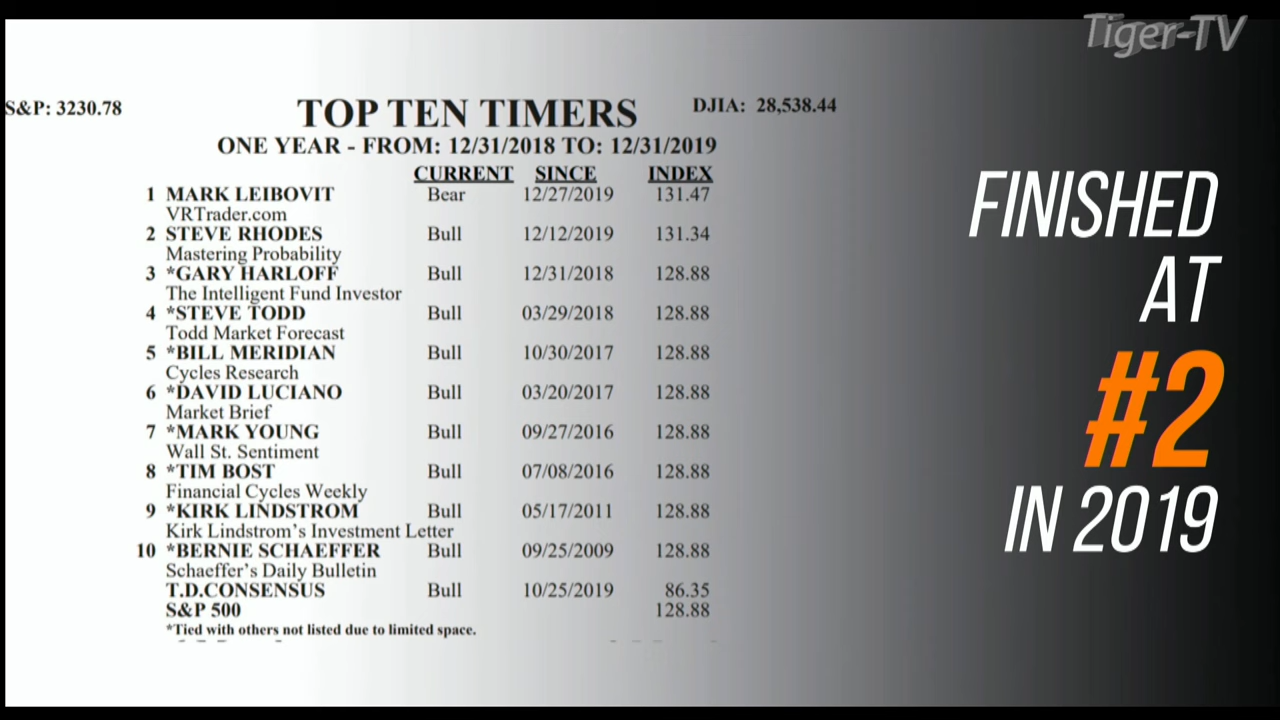 Tiger-TV
S&P: 3230.78 TOP TEN TIMERS DJIA: 28,538.44
ONE YEAR - FROM: 12/31/2018 TO: 12/31/2019
CURRENT SINCE INDEX
1 MARK LEIBOVIT Bear 12/27/2019 131.47
VRTrader.com
2 STEVE RHODES Bull 12/12/2019 131.34
Mastering Probability
3 *GARY HARLOFF Bull 12/31/2018 128.88
The Intelligent Fund Investor
4 *STEVE TODD Bull 03/29/2018 128.88
Todd Market Forecast
5 *BILL MERIDIAN Bull 10/30/2017 128.88
Cycles Research
6 *DAVID LUCIANO Bull 03/20/2017 128.88
Market Brief
7 *MARK YOUNG Bull 09/27/2016 128.88
Wall St. Sentiment
8 *TIM BOST Bull 07/08/2016 128.88
Financial Cycles Weekly
9 *KIRK LINDSTROM Bull 05/17/2011 128.88
Kirk Lindstrom's Investment Letter
10 *BERNIE SCHAEFFER Bull 09/25/2009 128.88
Schaeffer's Daily Bulletin
T.D.CONSENSUS Bull 10/25/2019 86.35
S&P 500 128.88
*Tied with others not listed due to limited space.
FINISHED
AT
#2
IN 2019